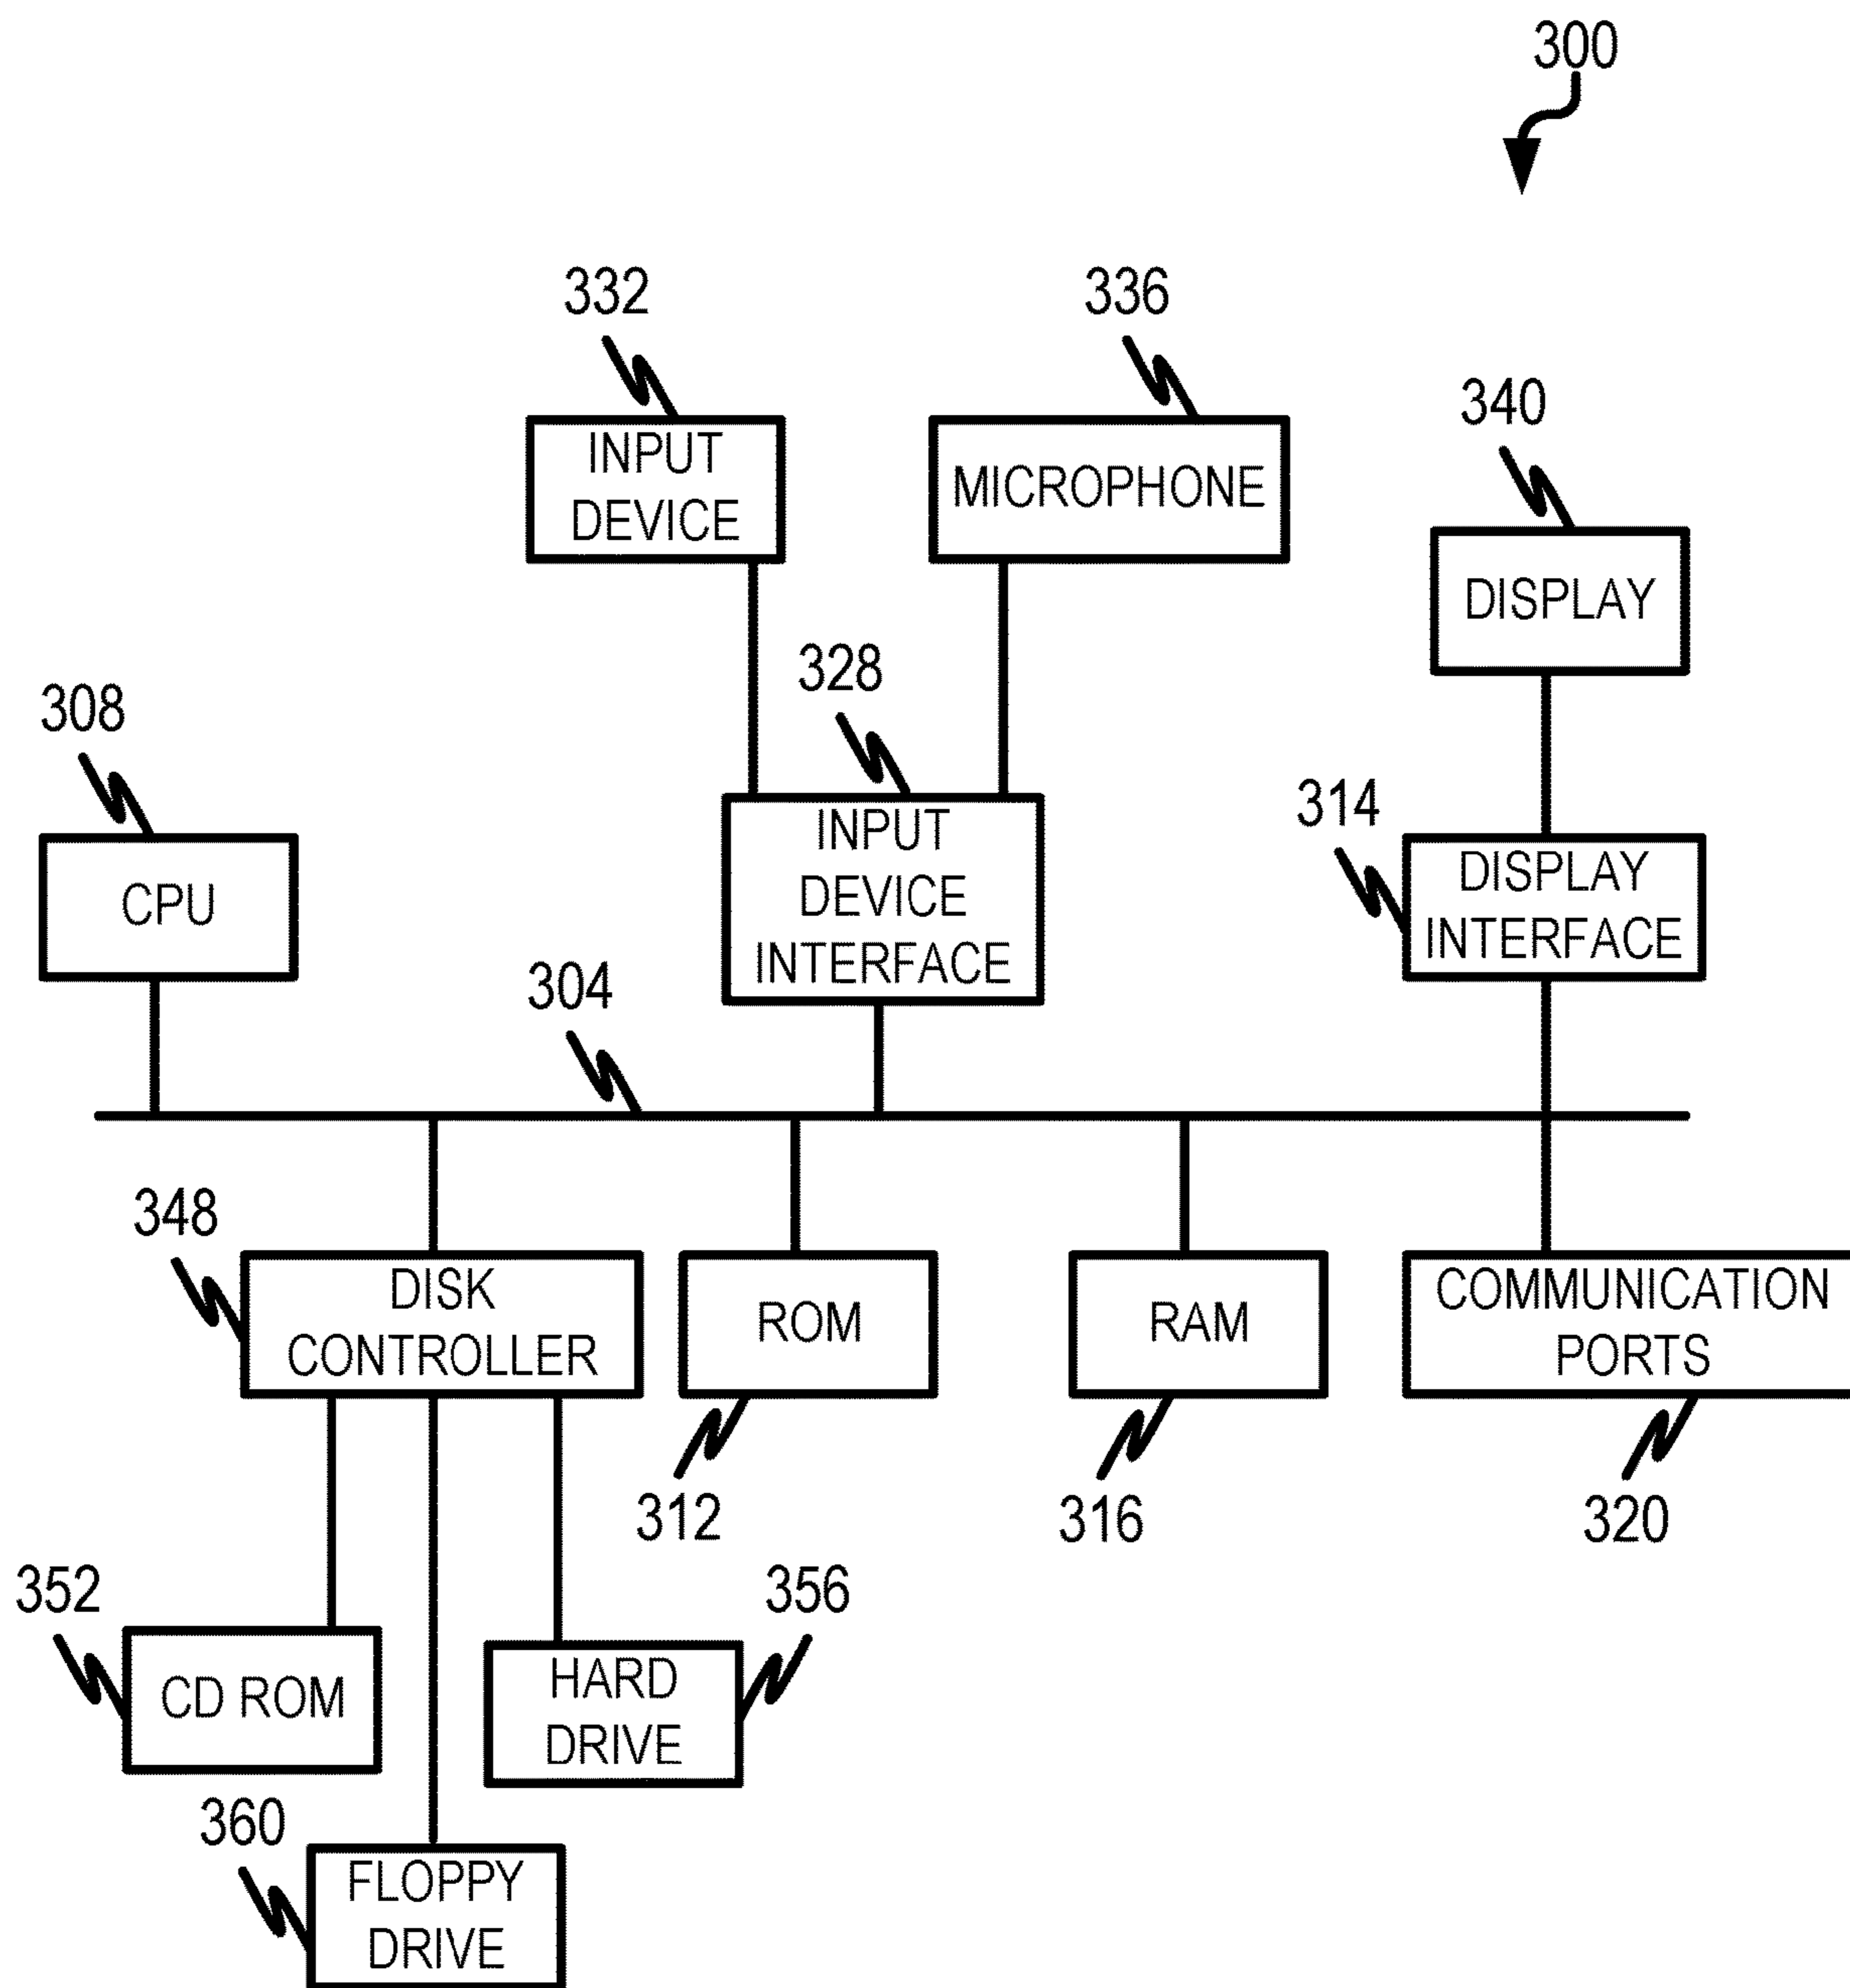 300
332
336
INPUT
DEVICE
MICROPHONE
340
DISPLAY
328
308
314
INPUT
DEVICE
INTERFACE
CPU
DISPLAY
INTERFACE
304
348
DISK
CONTROLLER
ROM
RAM
COMMUNICATION
PORTS
312
316
320
352
356
CD ROM
HARD
DRIVE
360
FLOPPY
DRIVE